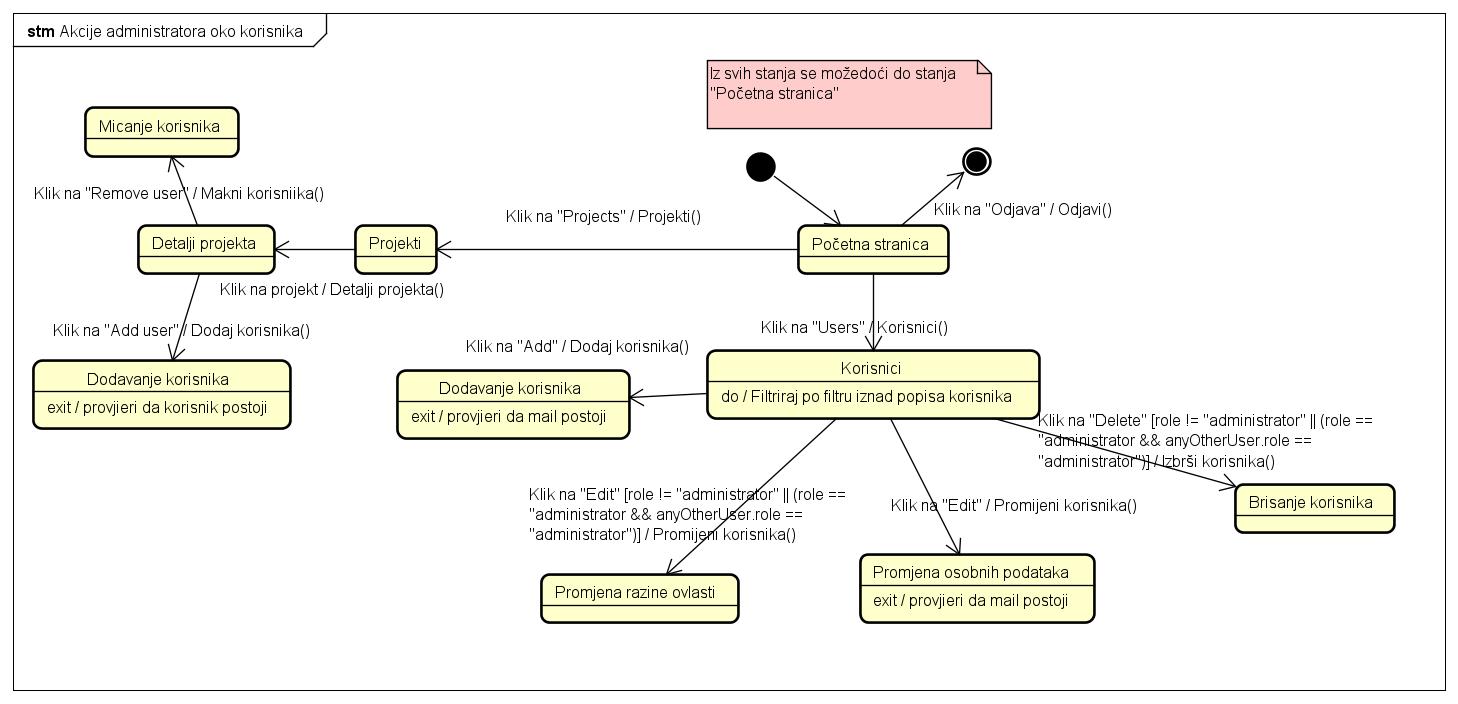 stm Akcije administratora oko korisnika
Iz svih stanja se možedoći do stanja
"Početna stranica"
Micanje korisnika
Klik na "Remove user" / Makni korisniika()
Klik na "Projects" / Projekti()
Klik na "Odjava" / Odjavi()
Detalji projekta
Projekti
Početna stranica
Klik na projekt / Detalji projekta()
Klik na "Add user" / Dodaj korisnika()
Klik na "Users" / Korisnici()
Klik na "Add" / Dodaj korisnika()
Dodavanje korisnika
exit / provjieri da korisnik postoji
Dodavanje korisnika
exit / provjieri da mail postoji
Korisnici
do / Filtriraj po filtru iznad popisa korisnika
Klik na "Delete" [role != "administrator" || (role ==
"administrator && anyOtherUser.role ==
"administrator")] / Izbrši korisnika()
Klik na "Edit" [role != "administrator" || (role ==
"administrator && anyOtherUser.role ==
"administrator")] / Promijeni korisnika()
Klik na "Edit" / Promijeni korisnika()
Brisanje korisnika
Promjena razine ovlasti
Promjena osobnih podataka
exit / provjieri da mail postoji